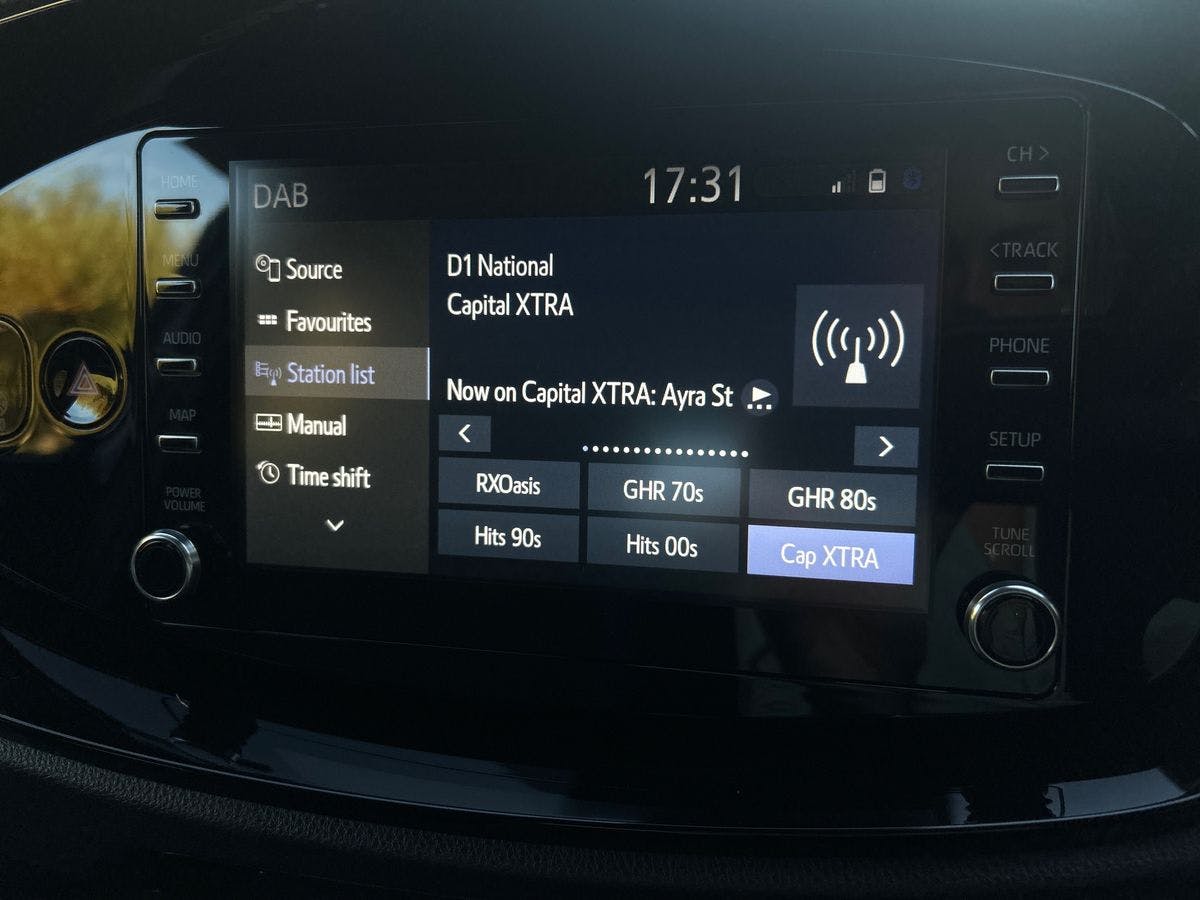 HOME
MENU
AUDIO
MAP
POWER
VOLUME
DAB
17:31
Source
Favourites
Station list
Manual
Time shift
D1 National
Capital XTRA
Now on Capital XTRA: Ayra St
<
>
RXOasis
GHR 70s
GHR 80s
Hits 90s
Hits 00s
Cap XTRA
CH >
< TRACK
PHONE
SETUP
TUNE
SCROLL